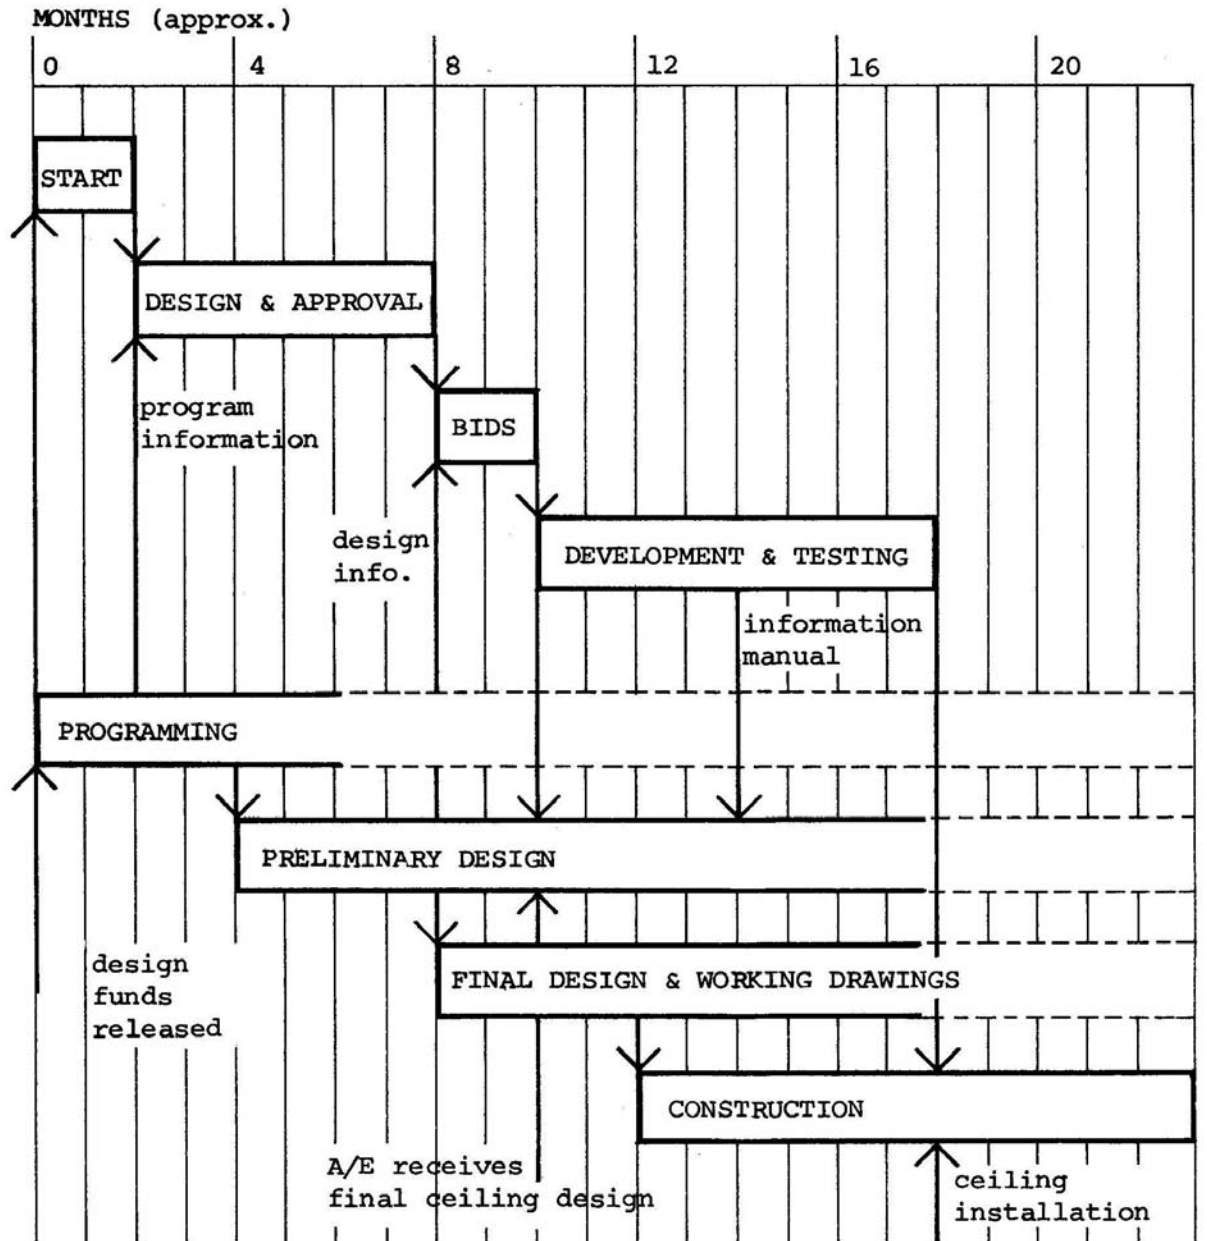 MONTHS (approx.)
0 4 8 12 16 20
START
DESIGN & APPROVAL
program
information
BIDS
design
info.
DEVELOPMENT & TESTING
information
manual
PROGRAMMING
PRELIMINARY DESIGN
design
funds
released
FINAL DESIGN & WORKING DRAWINGS
CONSTRUCTION
A/E receives
final ceiling design
ceiling
installation